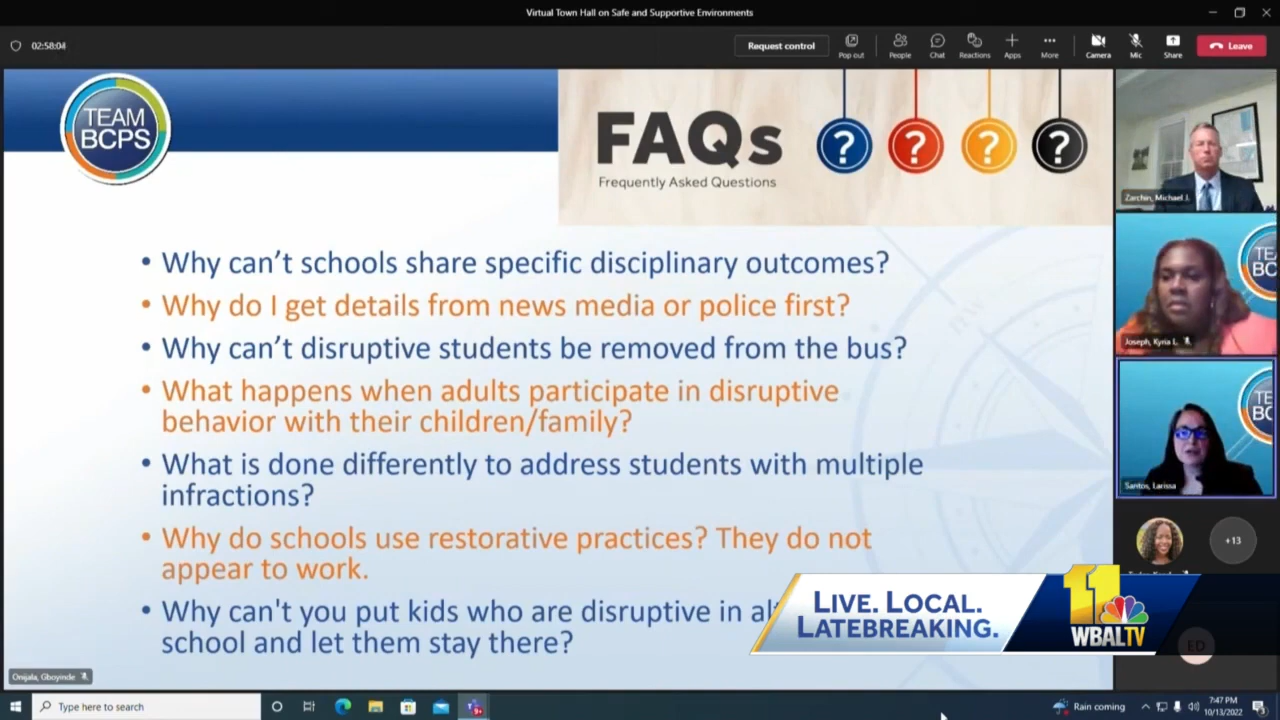 Virtual Town Hall on Safe and Supportive Environments
02:58:04
Request control
Pop out
People
Chat
Reactions
Apps
More
Camera
Mic
Share
Leave
TEAM
BCPS
FAQs
Frequently Asked Questions
? ? ? ?
• Why can’t schools share specific disciplinary outcomes?
• Why do I get details from news media or police first?
• Why can’t disruptive students be removed from the bus?
• What happens when adults participate in disruptive
behavior with their children/family?
• What is done differently to address students with multiple
infractions?
• Why do schools use restorative practices? They do not
appear to work.
• Why can't you put kids who are disruptive in
school and let them stay there?
Zarchin, Michael J.
BC
Joseph, Kyria L.
BC
Santos, Larissa
+13
ED
LIVE. LOCAL.
LATEBREAKING.
11
WBALTV
Onijala, Gboyinde
Type here to search
Rain coming
7:47 PM
10/13/2022